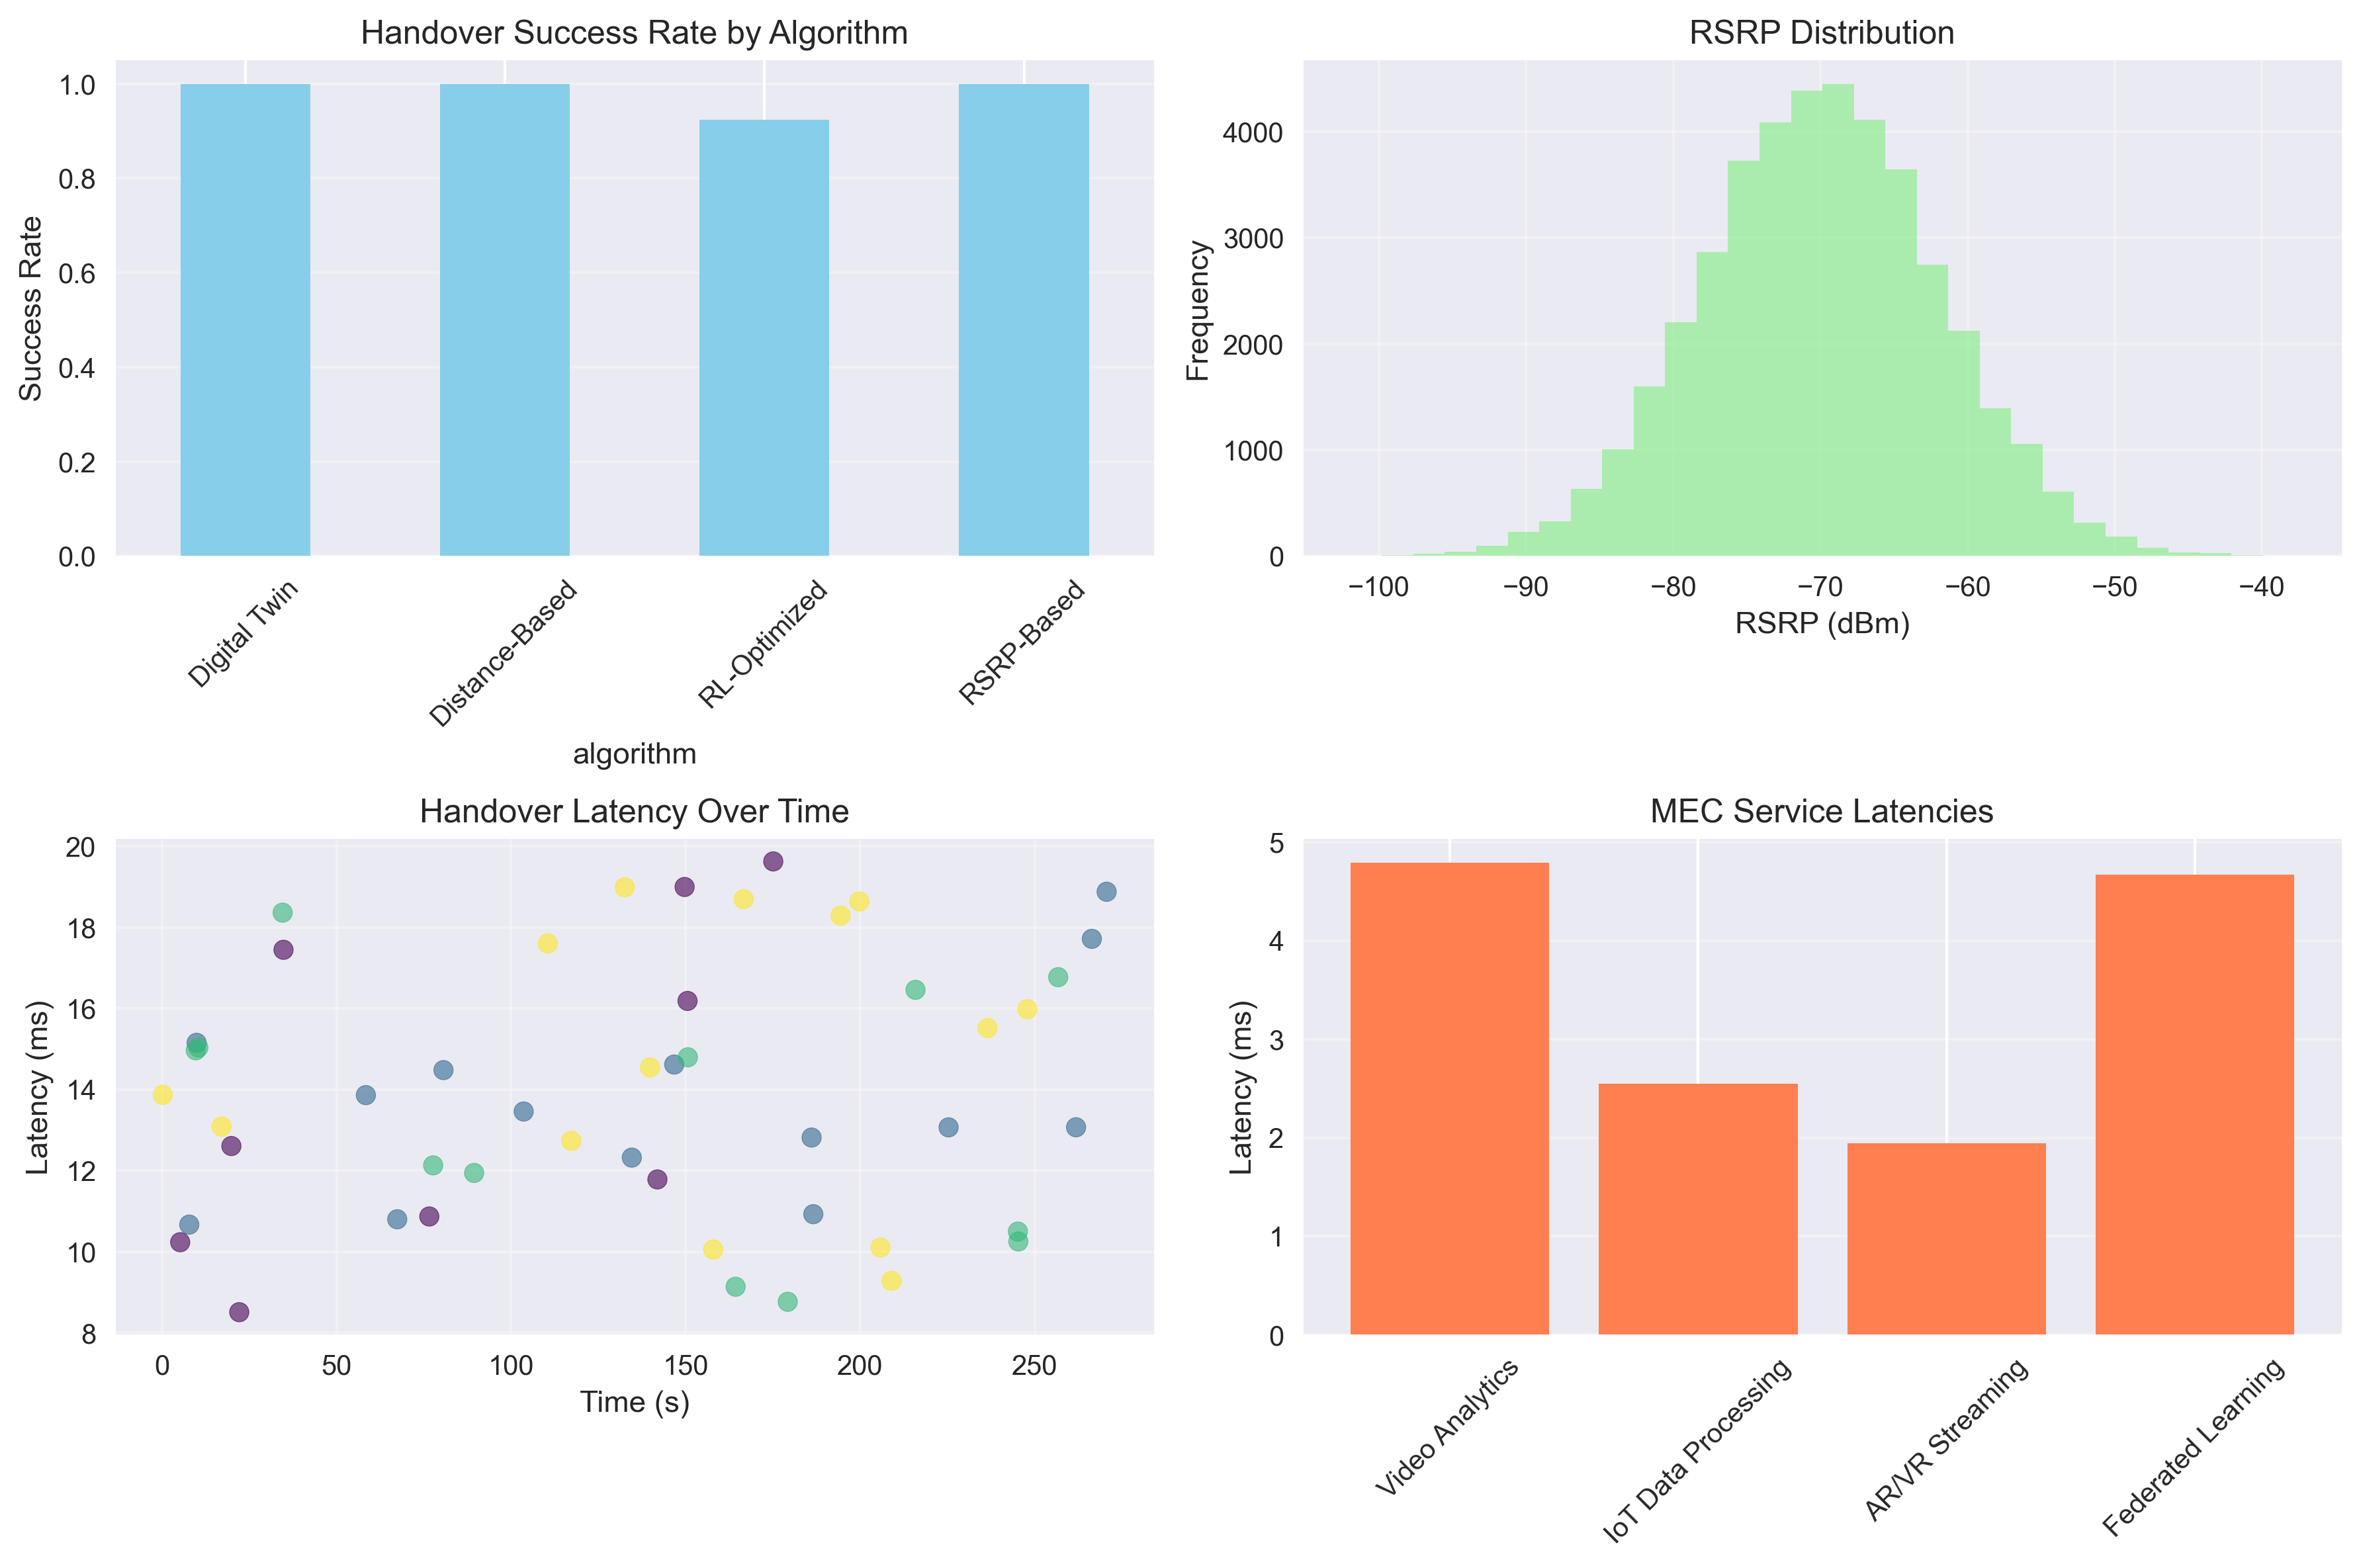 Handover Success Rate by Algorithm
Success Rate
1.0
0.8
0.6
0.4
0.2
0.0
Digital Twin
Distance-Based
RL-Optimized
RSRP-Based
algorithm
RSRP Distribution
Frequency
4000
3000
2000
1000
0
−100
−90
−80
−70
−60
−50
−40
RSRP (dBm)
Handover Latency Over Time
Latency (ms)
20
18
16
14
12
10
8
0
50
100
150
200
250
Time (s)
MEC Service Latencies
Latency (ms)
5
4
3
2
1
0
Video Analytics
IoT Data Processing
AR/VR Streaming
Federated Learning